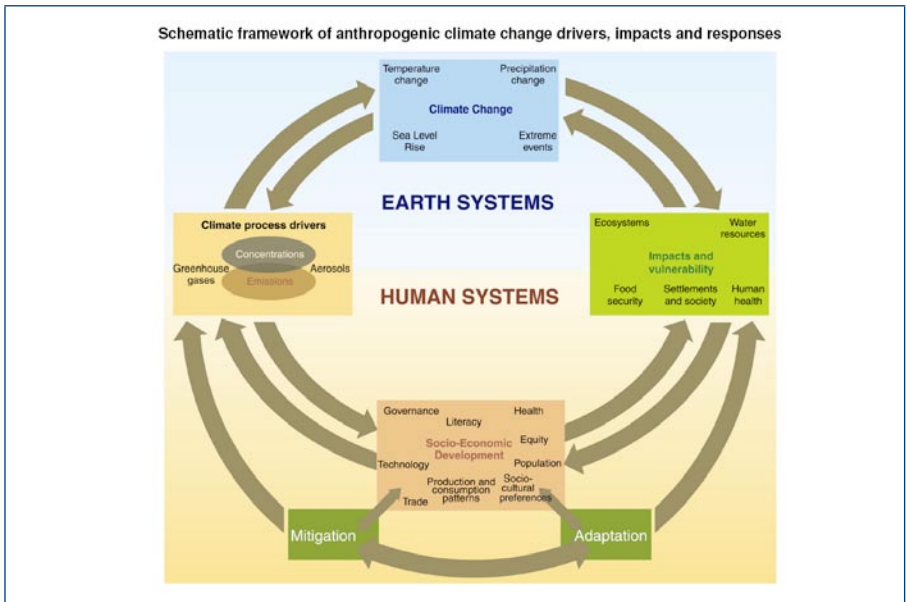 Schematic framework of anthropogenic climate change drivers, impacts and responses
Temperature
change
Precipitation
change
Climate Change
Sea Level
Rise
Extreme
events
EARTH SYSTEMS
Climate process drivers
Concentrations
Greenhouse
gases
Aerosols
Emissions
Ecosystems
Water
resources
Impacts and
vulnerability
Food
security
Settlements
and society
Human
health
HUMAN SYSTEMS
Governance
Literacy
Health
Socio-Economic
Development
Equity
Technology
Population
Production and
consumption
patterns
Socio-
cultural
preferences
Trade
Mitigation
Adaptation